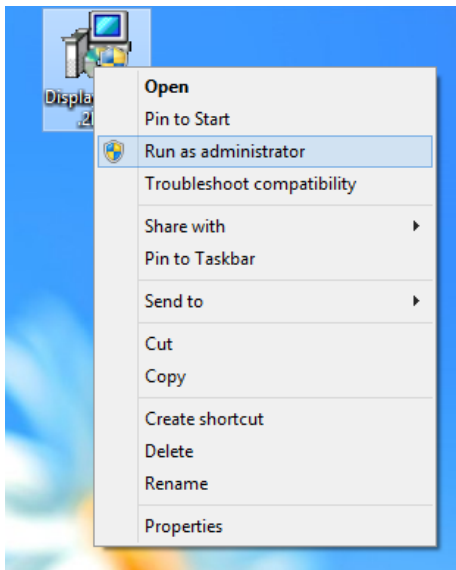 Displa
.2
Open
Pin to Start
Run as administrator
Troubleshoot compatibility
Share with
Pin to Taskbar
Send to
Cut
Copy
Create shortcut
Delete
Rename
Properties